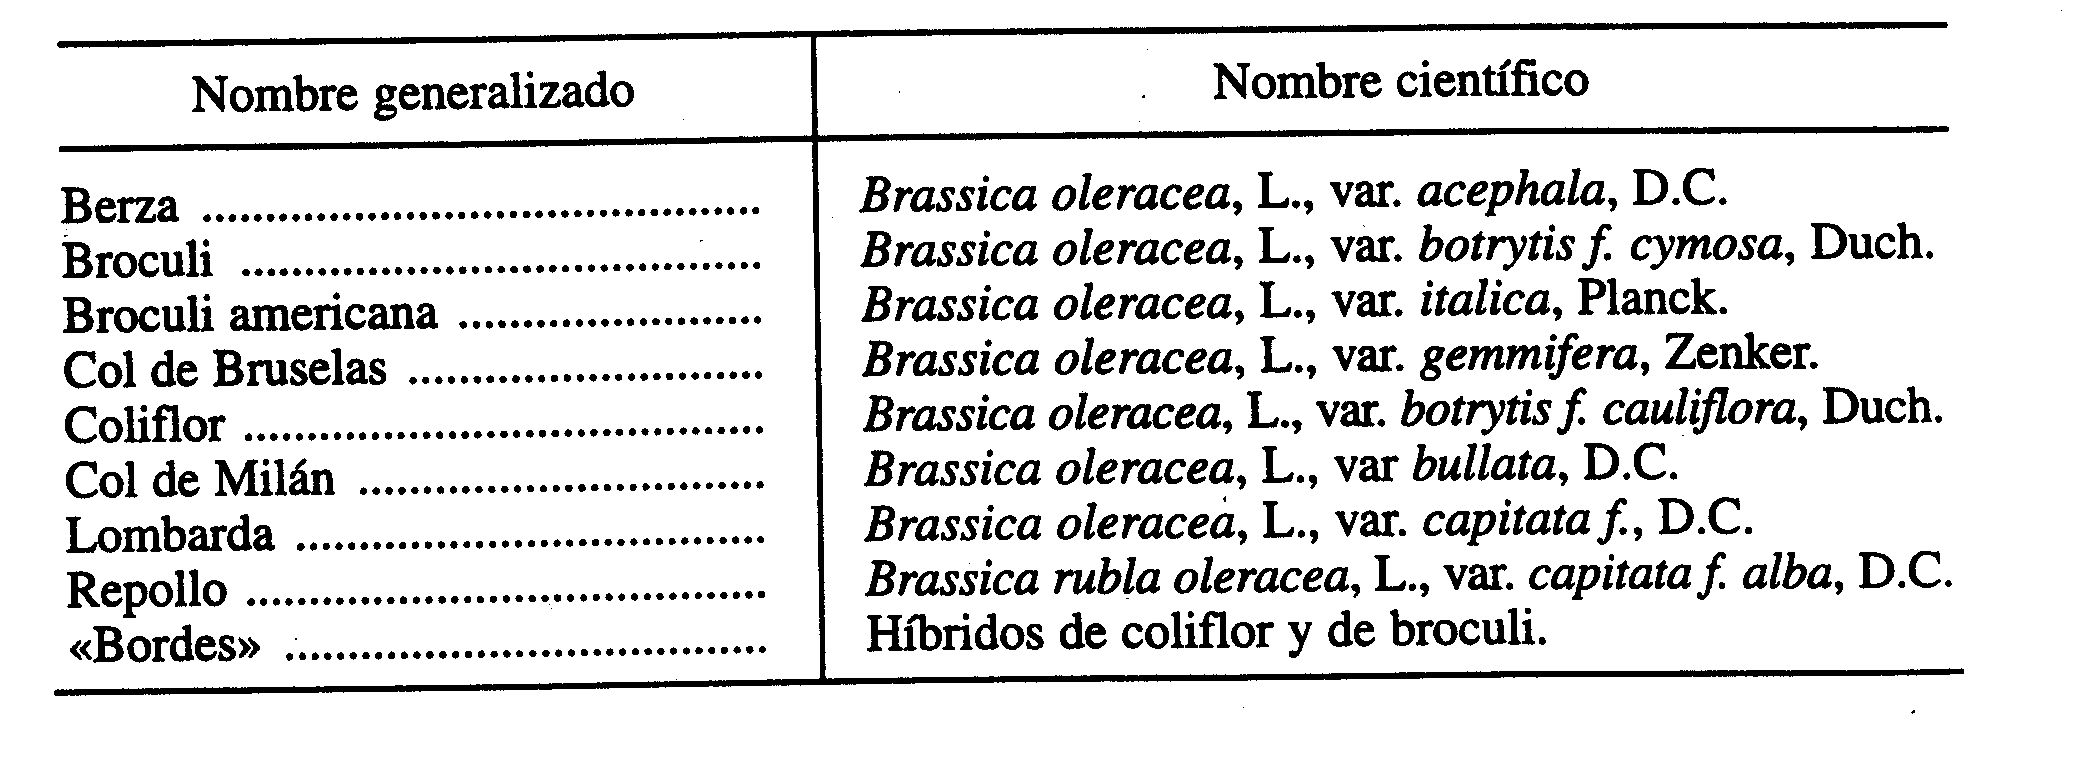 Nombre generalizado Nombre científico
Berza ............................................ Brassica oleracea, L., var. acephala, D.C.
Broculi ......................................... Brassica oleracea, L., var. botrytis f. cymosa, Duch.
Broculi americana ........................ Brassica oleracea, L., var. italica, Planck.
Col de Bruselas ............................ Brassica oleracea, L., var. gemmifera, Zenker.
Coliflor ......................................... Brassica oleracea, L., var. botrytis f. cauliflora, Duch.
Col de Milán ................................ Brassica oleracea, L., var bullata, D.C.
Lombarda ..................................... Brassica oleracea, L., var. capitata f., D.C.
Repollo ......................................... Brassica rubla oleracea, L., var. capitata f. alba, D.C.
«Bordes» ...................................... Híbridos de coliflor y de broculi.